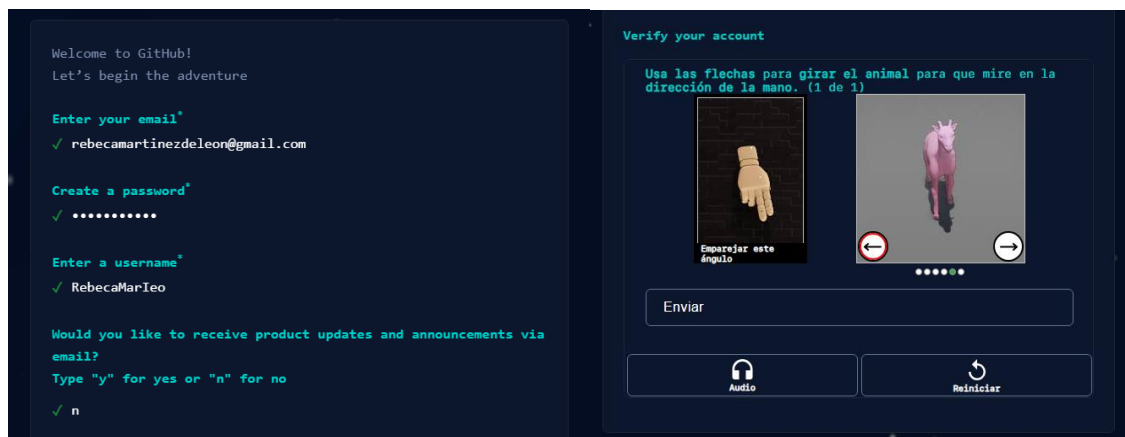 Welcome to GitHub!
Let’s begin the adventure
Enter your email*
✓ rebecamartinezdeleon@gmail.com
Create a password*
✓ •••••••••••
Enter a username*
✓ RebecaMarIeo
Would you like to receive product updates and announcements via
email?
Type "y" for yes or "n" for no
✓ n
Verify your account
Usa las flechas para girar el animal para que mire en la
dirección de la mano. (1 de 1)
Emparejar este
ángulo
Enviar
Audio
Reiniciar